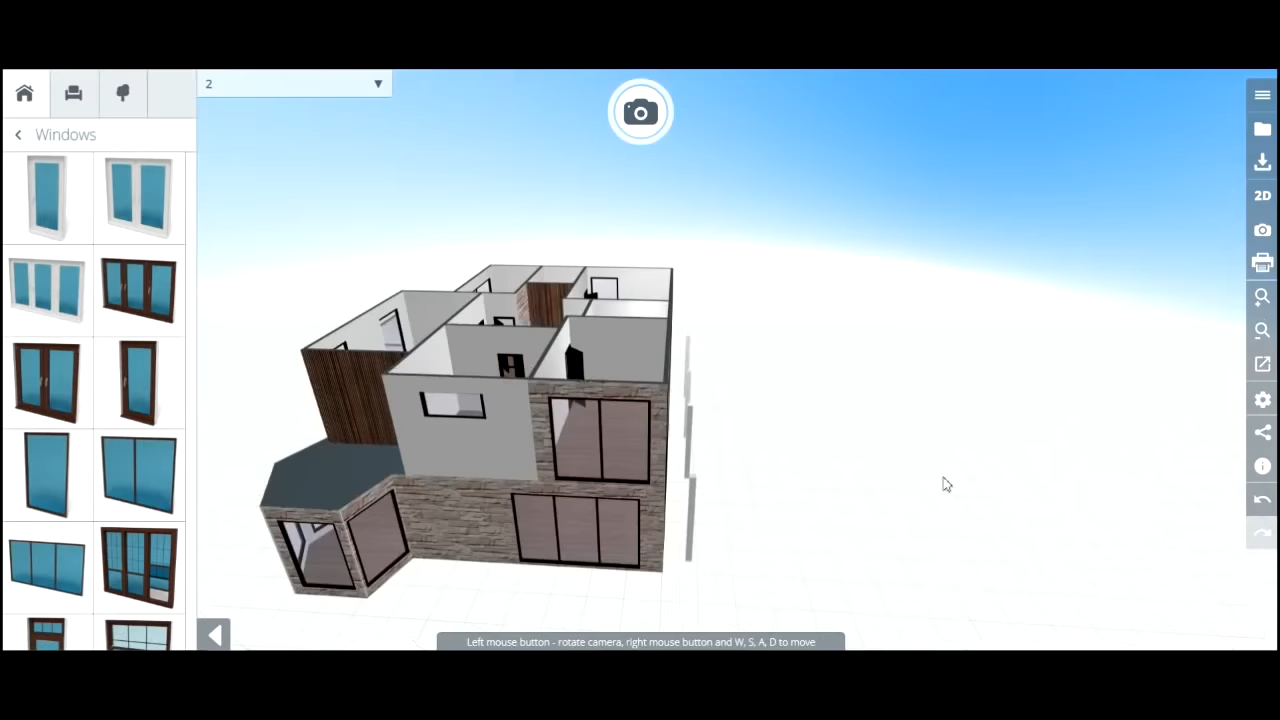 2
Windows
2D
Left mouse button - rotate camera, right mouse button and W, S, A, D to move